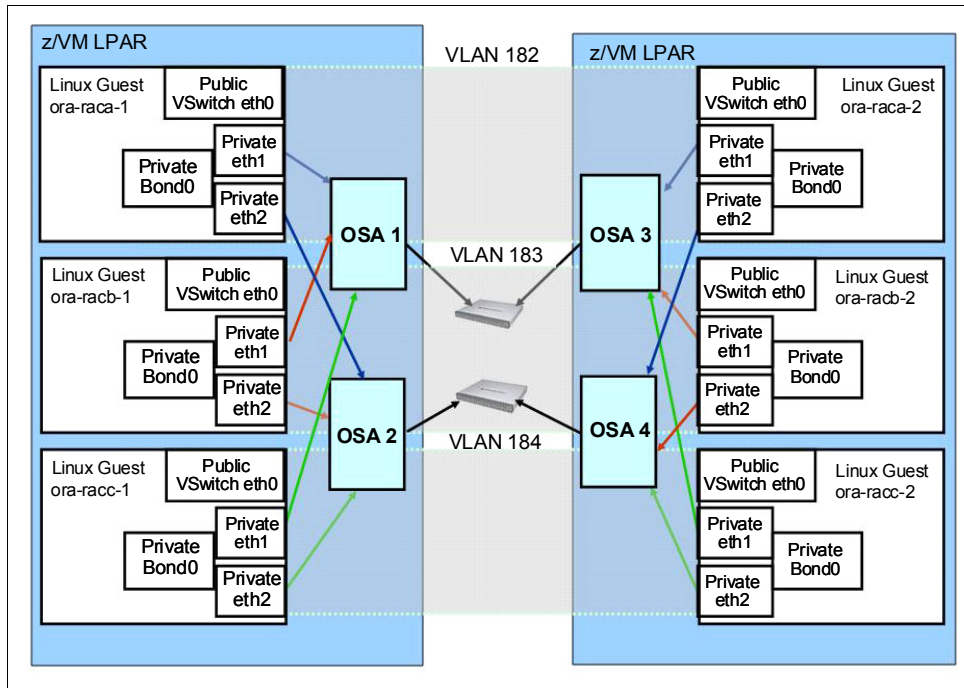 z/VM LPAR
Linux Guest
ora-raca-1
Public
VSwitch eth0
Private
eth1
Private
Bond0
Private
eth2
Linux Guest
ora-racb-1
Public
VSwitch eth0
Private
eth1
Private
Bond0
Private
eth2
Linux Guest
ora-racc-1
Public
VSwitch eth0
Private
eth1
Private
Bond0
Private
eth2
OSA 1
OSA 2
VLAN 182
VLAN 183
VLAN 184
z/VM LPAR
OSA 3
OSA 4
Public
VSwitch eth0
Linux Guest
ora-raca-2
Private
eth1
Private
Bond0
Private
eth2
Public
VSwitch eth0
Linux Guest
ora-racb-2
Private
eth1
Private
Bond0
Private
eth2
Public
VSwitch eth0
Linux Guest
ora-racc-2
Private
eth1
Private
Bond0
Private
eth2